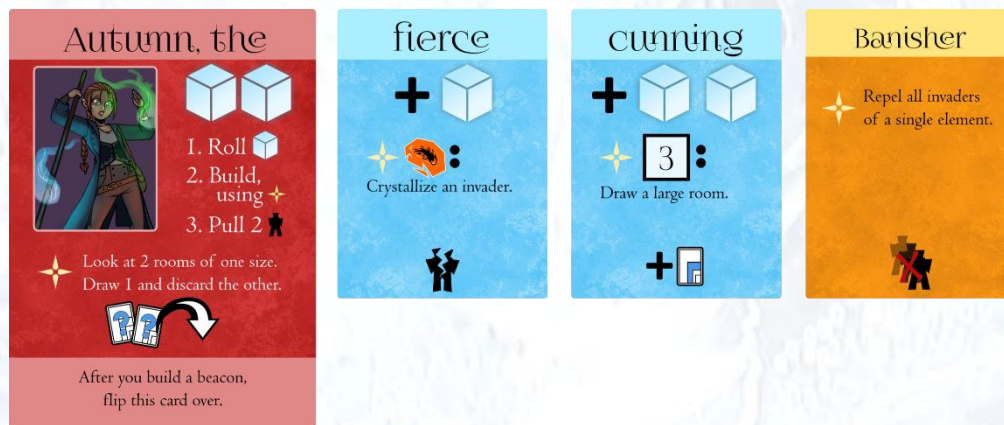 Autumn, the
1. Roll
2. Build,
using
3. Pull 2
Look at 2 rooms of one size.
Draw 1 and discard the other.
? ?
After you build a beacon,
flip this card over.
fierce
+
:
Crystallize an invader.
cunning
+
3 :
Draw a large room.
+
Banisher
Repel all invaders
of a single element.